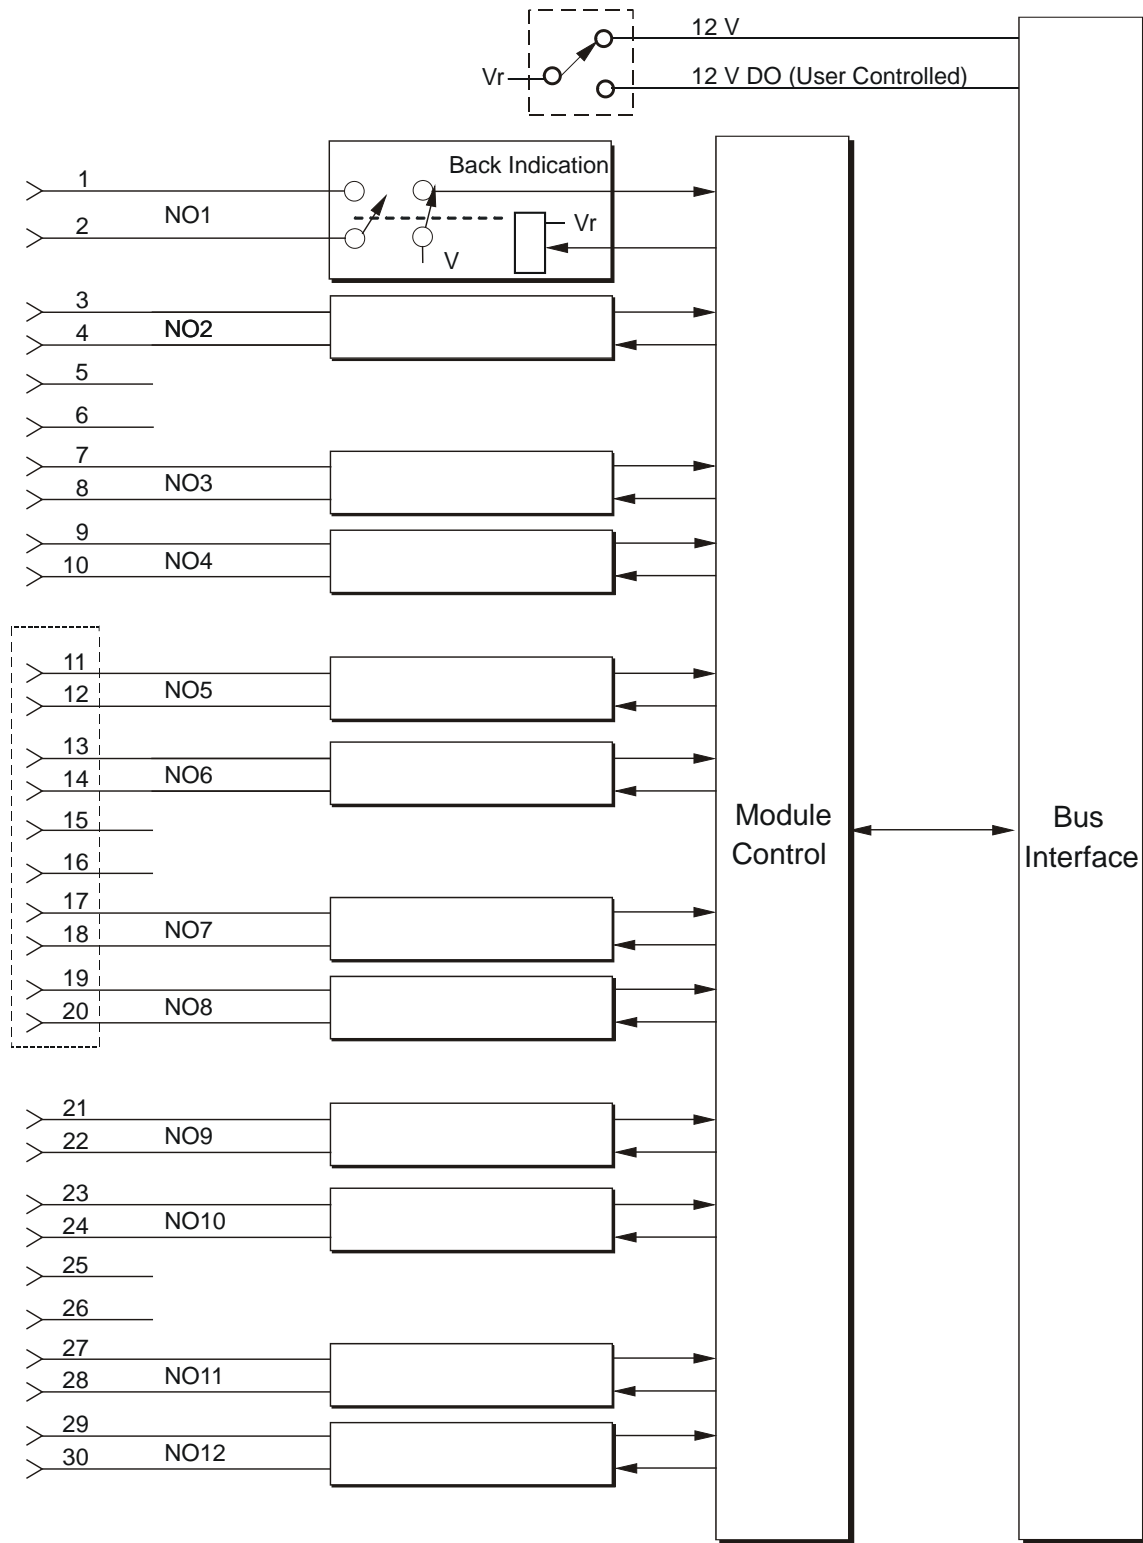 12 V
Vr
12 V DO (User Controlled)
Back Indication
1
NO1
2
Vr
V
3
NO2
4
5
6
7
NO3
8
9
NO4
10
11
NO5
12
13
NO6
14
15
16
17
NO7
18
19
NO8
20
Module
Control
Bus
Interface
21
NO9
22
23
NO10
24
25
26
27
NO11
28
29
NO12
30